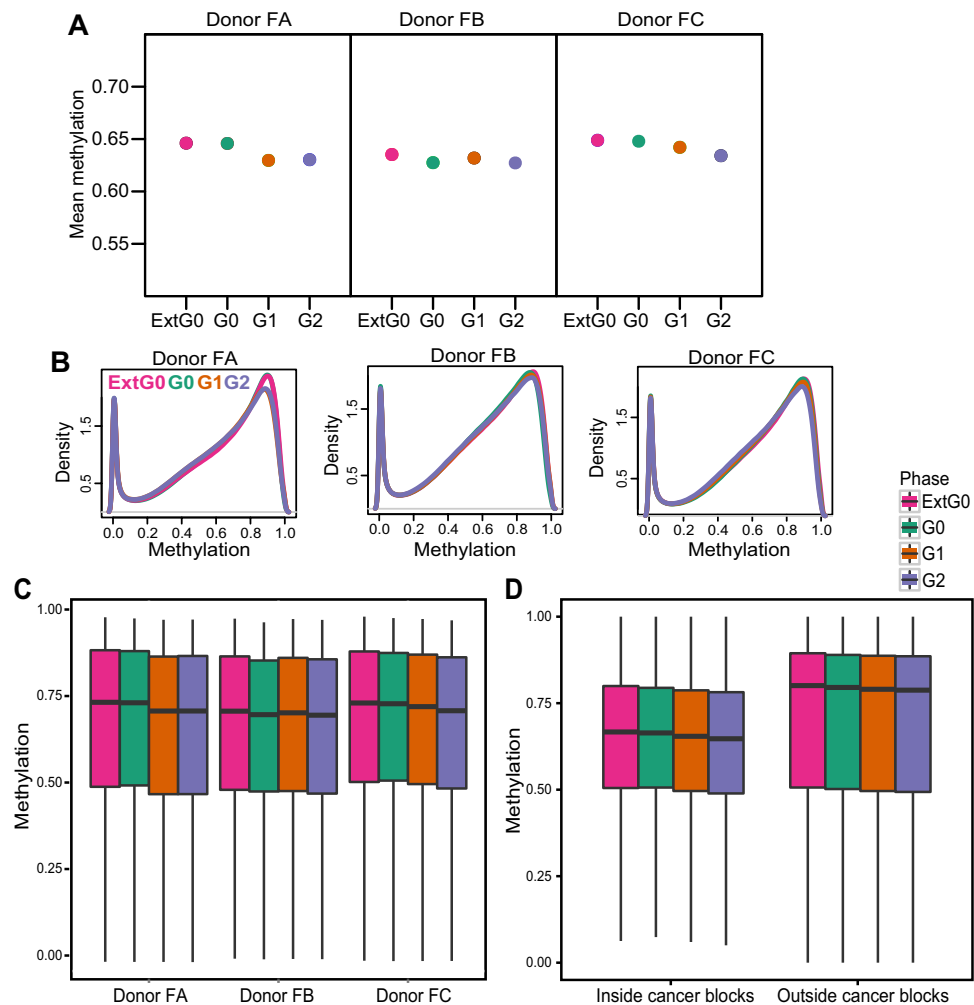 A
Donor FA
Donor FB
Donor FC
Mean methylation
0.70
0.65
0.60
0.55
ExtG0 G0 G1 G2
ExtG0 G0 G1 G2
ExtG0 G0 G1 G2
B
Donor FA
Donor FB
Donor FC
ExtG0 G0 G1 G2
Density
1.5
0.5
0.0 0.2 0.4 0.6 0.8 1.0
Methylation
Density
1.5
0.5
0.0 0.2 0.4 0.6 0.8 1.0
Methylation
Density
1.5
0.5
0.0 0.2 0.4 0.6 0.8 1.0
Methylation
Phase
ExtG0
G0
G1
G2
C
Methylation
1.00
0.75
0.50
0.25
0.00
Donor FA
Donor FB
Donor FC
D
Methylation
1.00
0.75
0.50
0.25
0.00
Inside cancer blocks
Outside cancer blocks